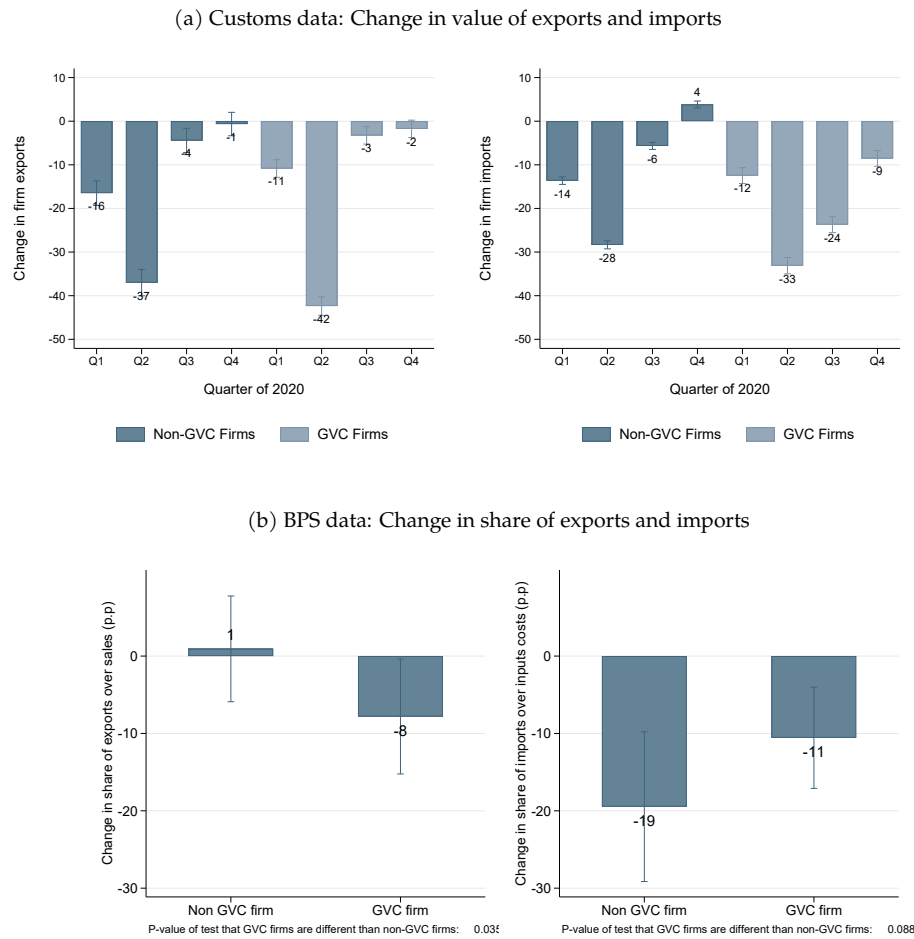 (a) Customs data: Change in value of exports and imports
Change in firm exports
10
0
-10
-20
-30
-40
-50
-16
-37
-4
-1
-11
-42
-3
-2
Q1 Q2 Q3 Q4 Q1 Q2 Q3 Q4
Quarter of 2020
Non-GVC Firms GVC Firms
Change in firm imports
10
0
-10
-20
-30
-40
-50
-14
-28
-6
4
-12
-33
-24
-9
Q1 Q2 Q3 Q4 Q1 Q2 Q3 Q4
Quarter of 2020
Non-GVC Firms GVC Firms
(b) BPS data: Change in share of exports and imports
Change in share of exports over sales (p.p)
0
-10
-20
-30
1
-8
Non GVC firm GVC firm
P-value of test that GVC firms are different than non-GVC firms: 0.035
Change in share of imports over inputs costs (p.p)
0
-10
-20
-30
-19
-11
Non GVC firm GVC firm
P-value of test that GVC firms are different than non-GVC firms: 0.088